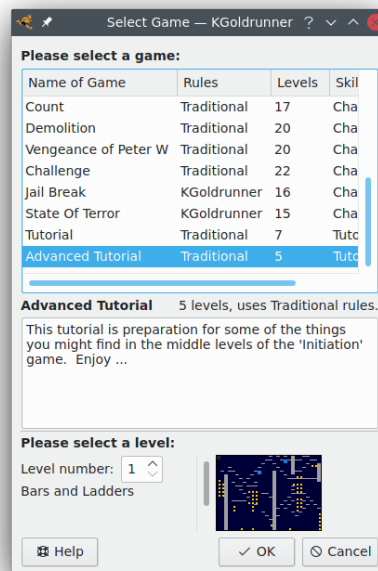 Select Game — KGoldrunner
Please select a game:
Name of Game Rules Levels Skil
Count Traditional 17 Cha
Demolition Traditional 20 Cha
Vengeance of Peter W Traditional 20 Cha
Challenge Traditional 22 Cha
Jail Break KGoldrunner 16 Cha
State Of Terror KGoldrunner 15 Cha
Tutorial Traditional 7 Tuto
Advanced Tutorial Traditional 5 Tuto
Advanced Tutorial 5 levels, uses Traditional rules.
This tutorial is preparation for some of the things
you might find in the middle levels of the 'Initiation'
game. Enjoy ...
Please select a level:
Level number: 1
Bars and Ladders
Help OK Cancel